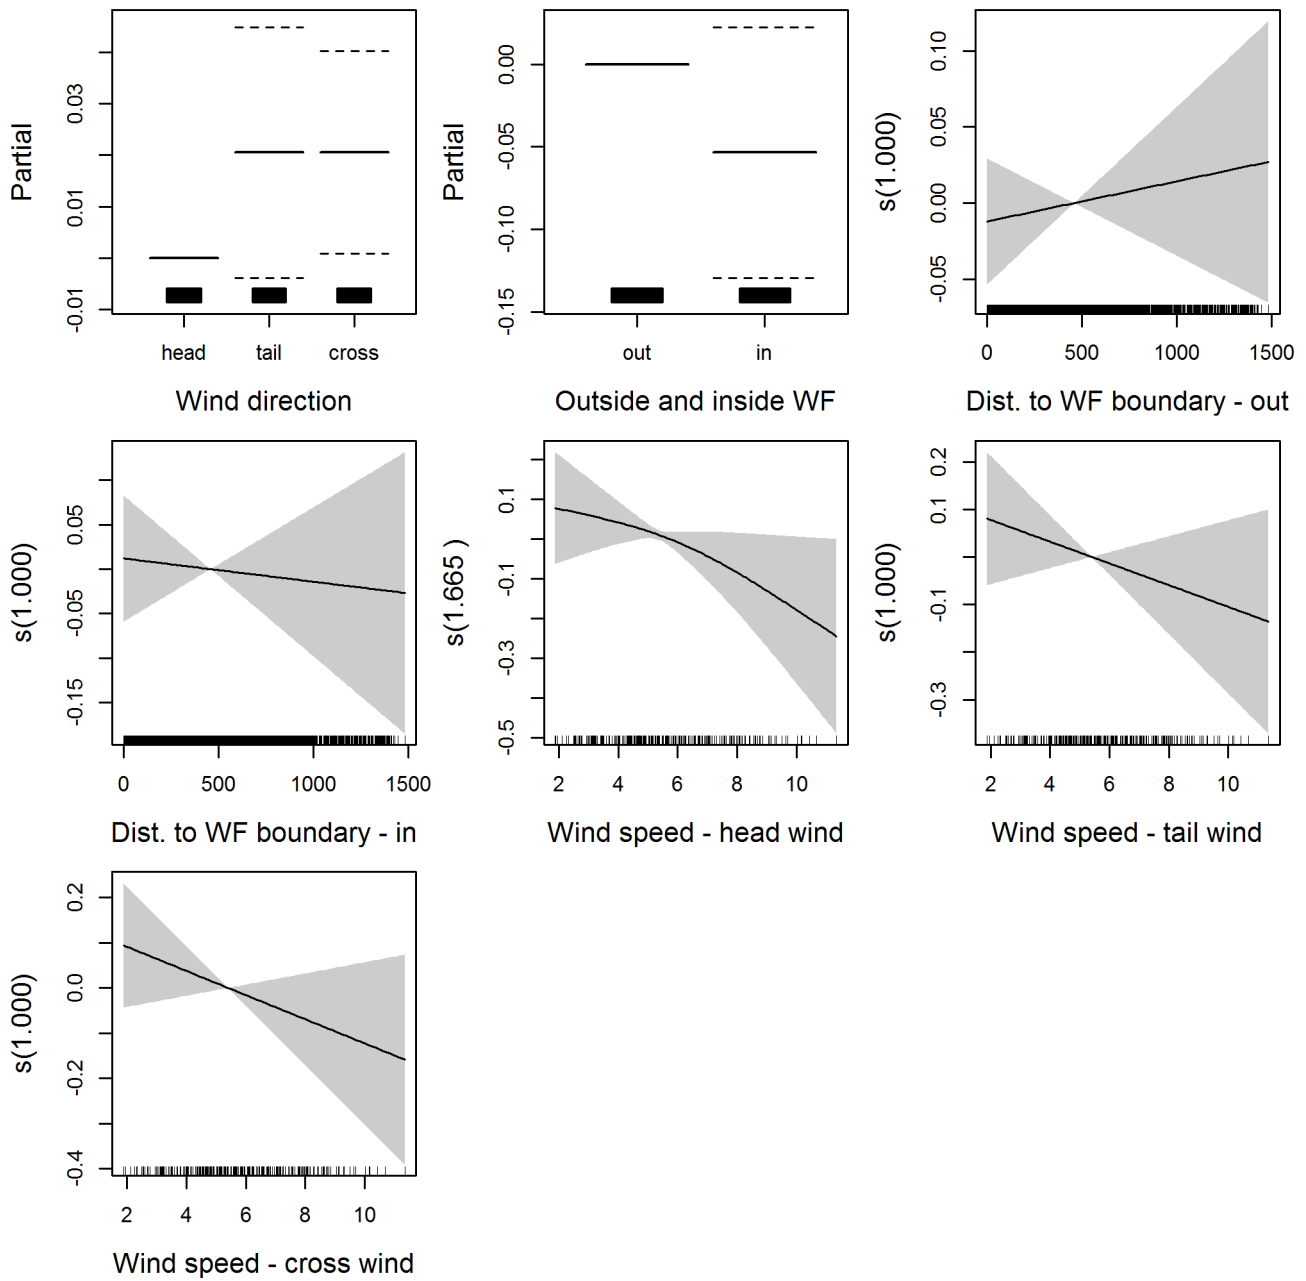 Partial
0.03
0.01
-0.01
head tail cross
Wind direction
Partial
0.00
-0.05
-0.10
-0.15
out in
Outside and inside WF
s(1.000)
0.10
0.05
0.00
-0.05
0 500 1000 1500
Dist. to WF boundary - out
s(1.000)
0.05
-0.05
-0.15
0 500 1000 1500
Dist. to WF boundary - in
s(1.665 )
0.1
-0.1
-0.3
-0.5
2 4 6 8 10
Wind speed - head wind
s(1.000)
0.2
0.1
-0.1
-0.3
2 4 6 8 10
Wind speed - tail wind
s(1.000)
0.2
0.0
-0.2
-0.4
2 4 6 8 10
Wind speed - cross wind